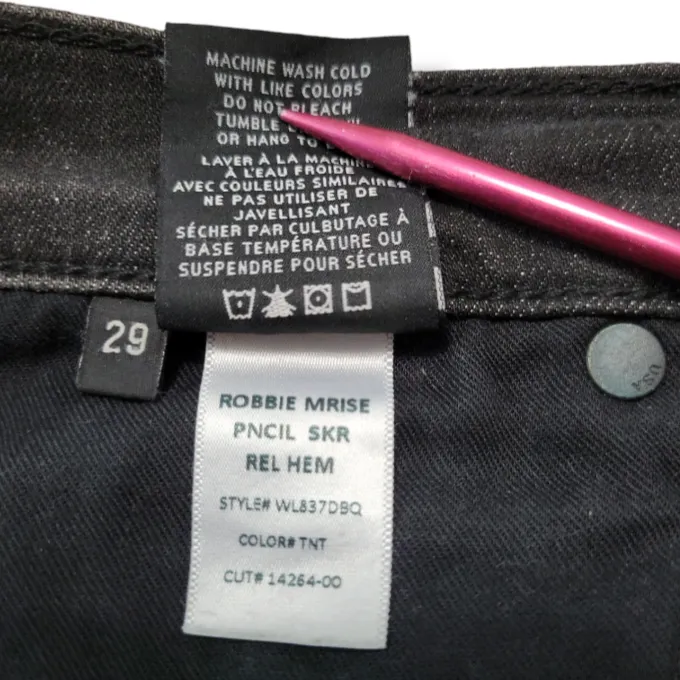 MACHINE WASH COLD
WITH LIKE COLORS
DO NOT BLEACH
TUMBLE
OR HANG TO
LAVER À LA MACHINE
À L'EAU FROIDE
AVEC COULEURS SIMILAIRES
NE PAS UTILISER DE
JAVELLISANT
SÉCHER PAR CULBUTAGE À
BASE TEMPÉRATURE OU
SUSPENDRE POUR SÉCHER
29
USA
ROBBIE MRISE
PNCIL SKR
REL HEM
STYLE# WL837DBQ
COLOR# TNT
CUT# 14264-00